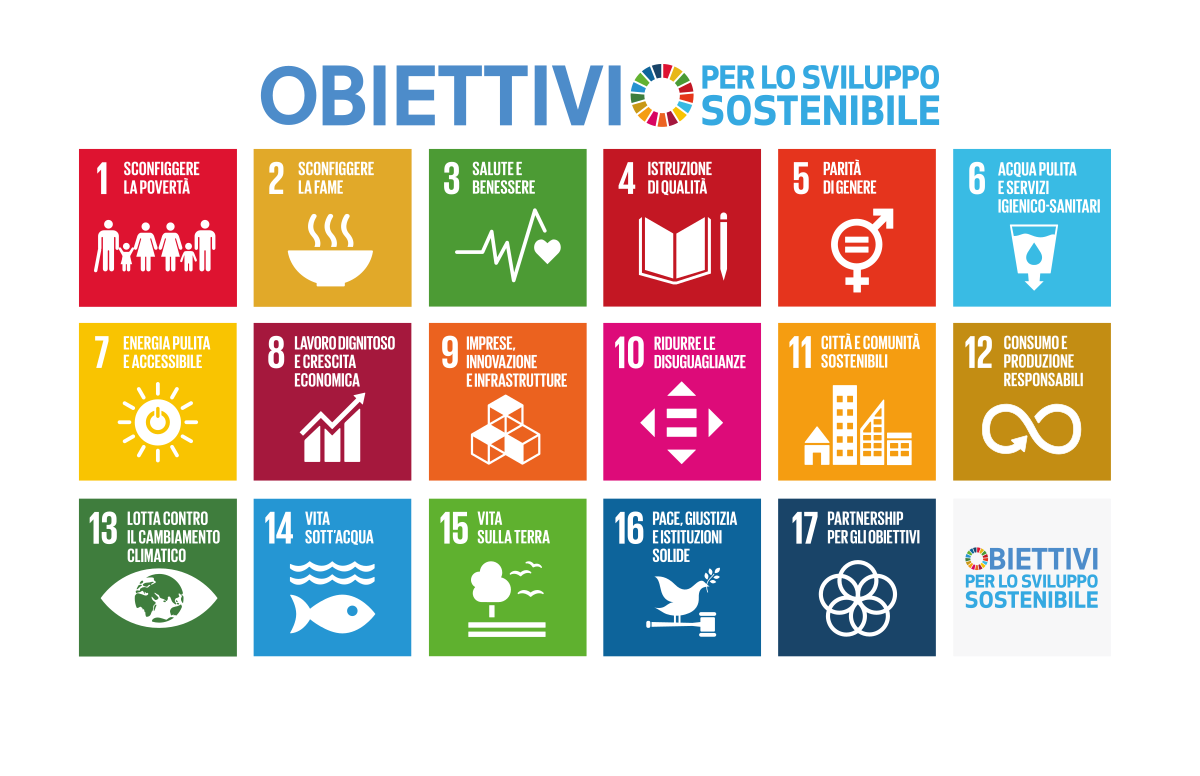 OBIETTIVI
PER LO SVILUPPO
SOSTENIBILE
1 SCONFIGGERE
LA POVERTÀ
2 SCONFIGGERE
LA FAME
3 SALUTE E
BENESSERE
4 ISTRUZIONE
DI QUALITÀ
5 PARITÀ
DI GENERE
6 ACQUA PULITA
E SERVIZI
IGIENICO-SANITARI
7 ENERGIA PULITA
E ACCESSIBILE
8 LAVORO DIGNITOSO
E CRESCITA
ECONOMICA
9 IMPRESE,
INNOVAZIONE
E INFRASTRUTTURE
10 RIDURRE LE
DISUGUAGLIANZE
11 CITTÀ E COMUNITÀ
SOSTENIBILI
12 CONSUMO E
PRODUZIONE
RESPONSABILI
13 LOTTA CONTRO
IL CAMBIAMENTO
CLIMATICO
14 VITA
SOTT'ACQUA
15 VITA
SULLA TERRA
16 PACE, GIUSTIZIA
E ISTITUZIONI
SOLIDE
17 PARTNERSHIP
PER GLI OBIETTIVI
OBIETTIVI
PER LO SVILUPPO
SOSTENIBILE